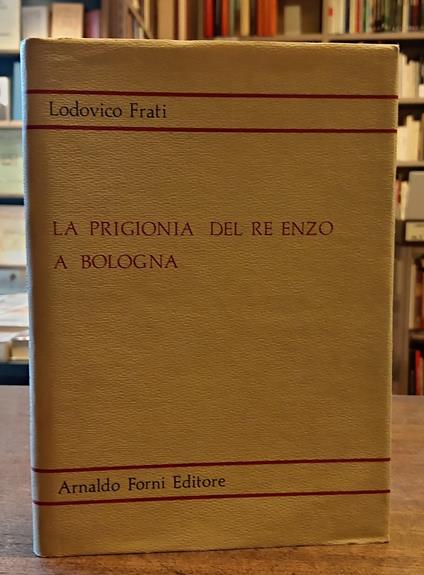 Lodovico Frati
LA PRIGIONIA DEL RE ENZO
A BOLOGNA
Arnaldo Forni Editore